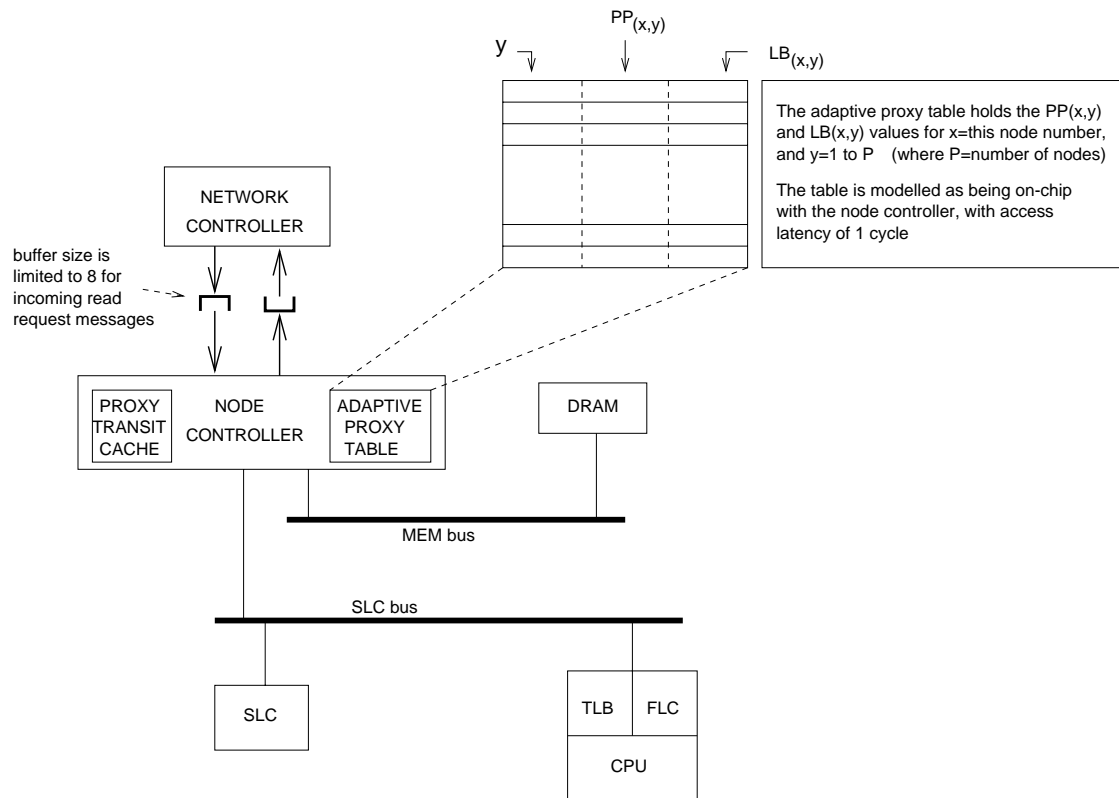 PP(x,y)
y
LB(x,y)
The adaptive proxy table holds the PP(x,y)
and LB(x,y) values for x=this node number,
and y=1 to P (where P=number of nodes)
The table is modelled as being on-chip
with the node controller, with access
latency of 1 cycle
NETWORK
CONTROLLER
buffer size is
limited to 8 for
incoming read
request messages
PROXY
TRANSIT
CACHE
NODE
CONTROLLER
ADAPTIVE
PROXY
TABLE
DRAM
MEM bus
SLC bus
SLC
TLB
FLC
CPU